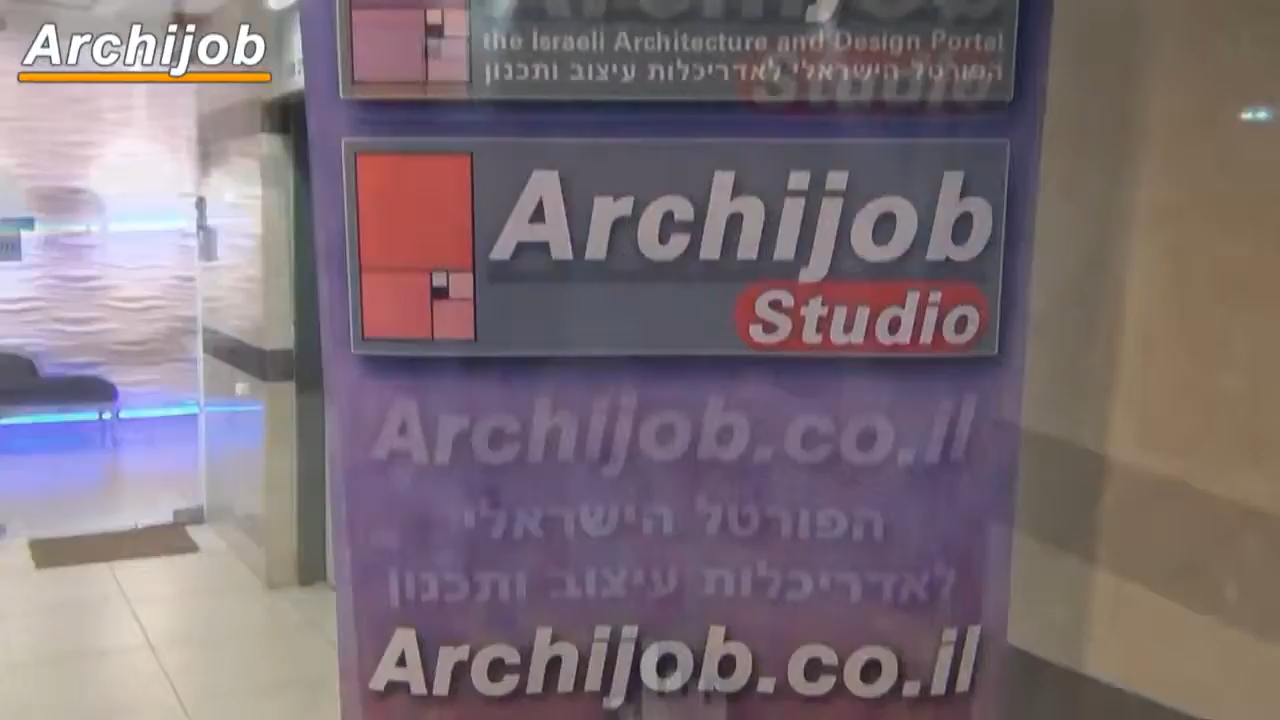 Archijob
the Israeli Architecture and Design Portal
הפורטל הישראלי לאדריכלות עיצוב ותכנון
Studio
Archijob
Studio
Archijob.co.il
הפורטל הישראלי
לאדריכלות עיצוב ותכנון
Archijob.co.il